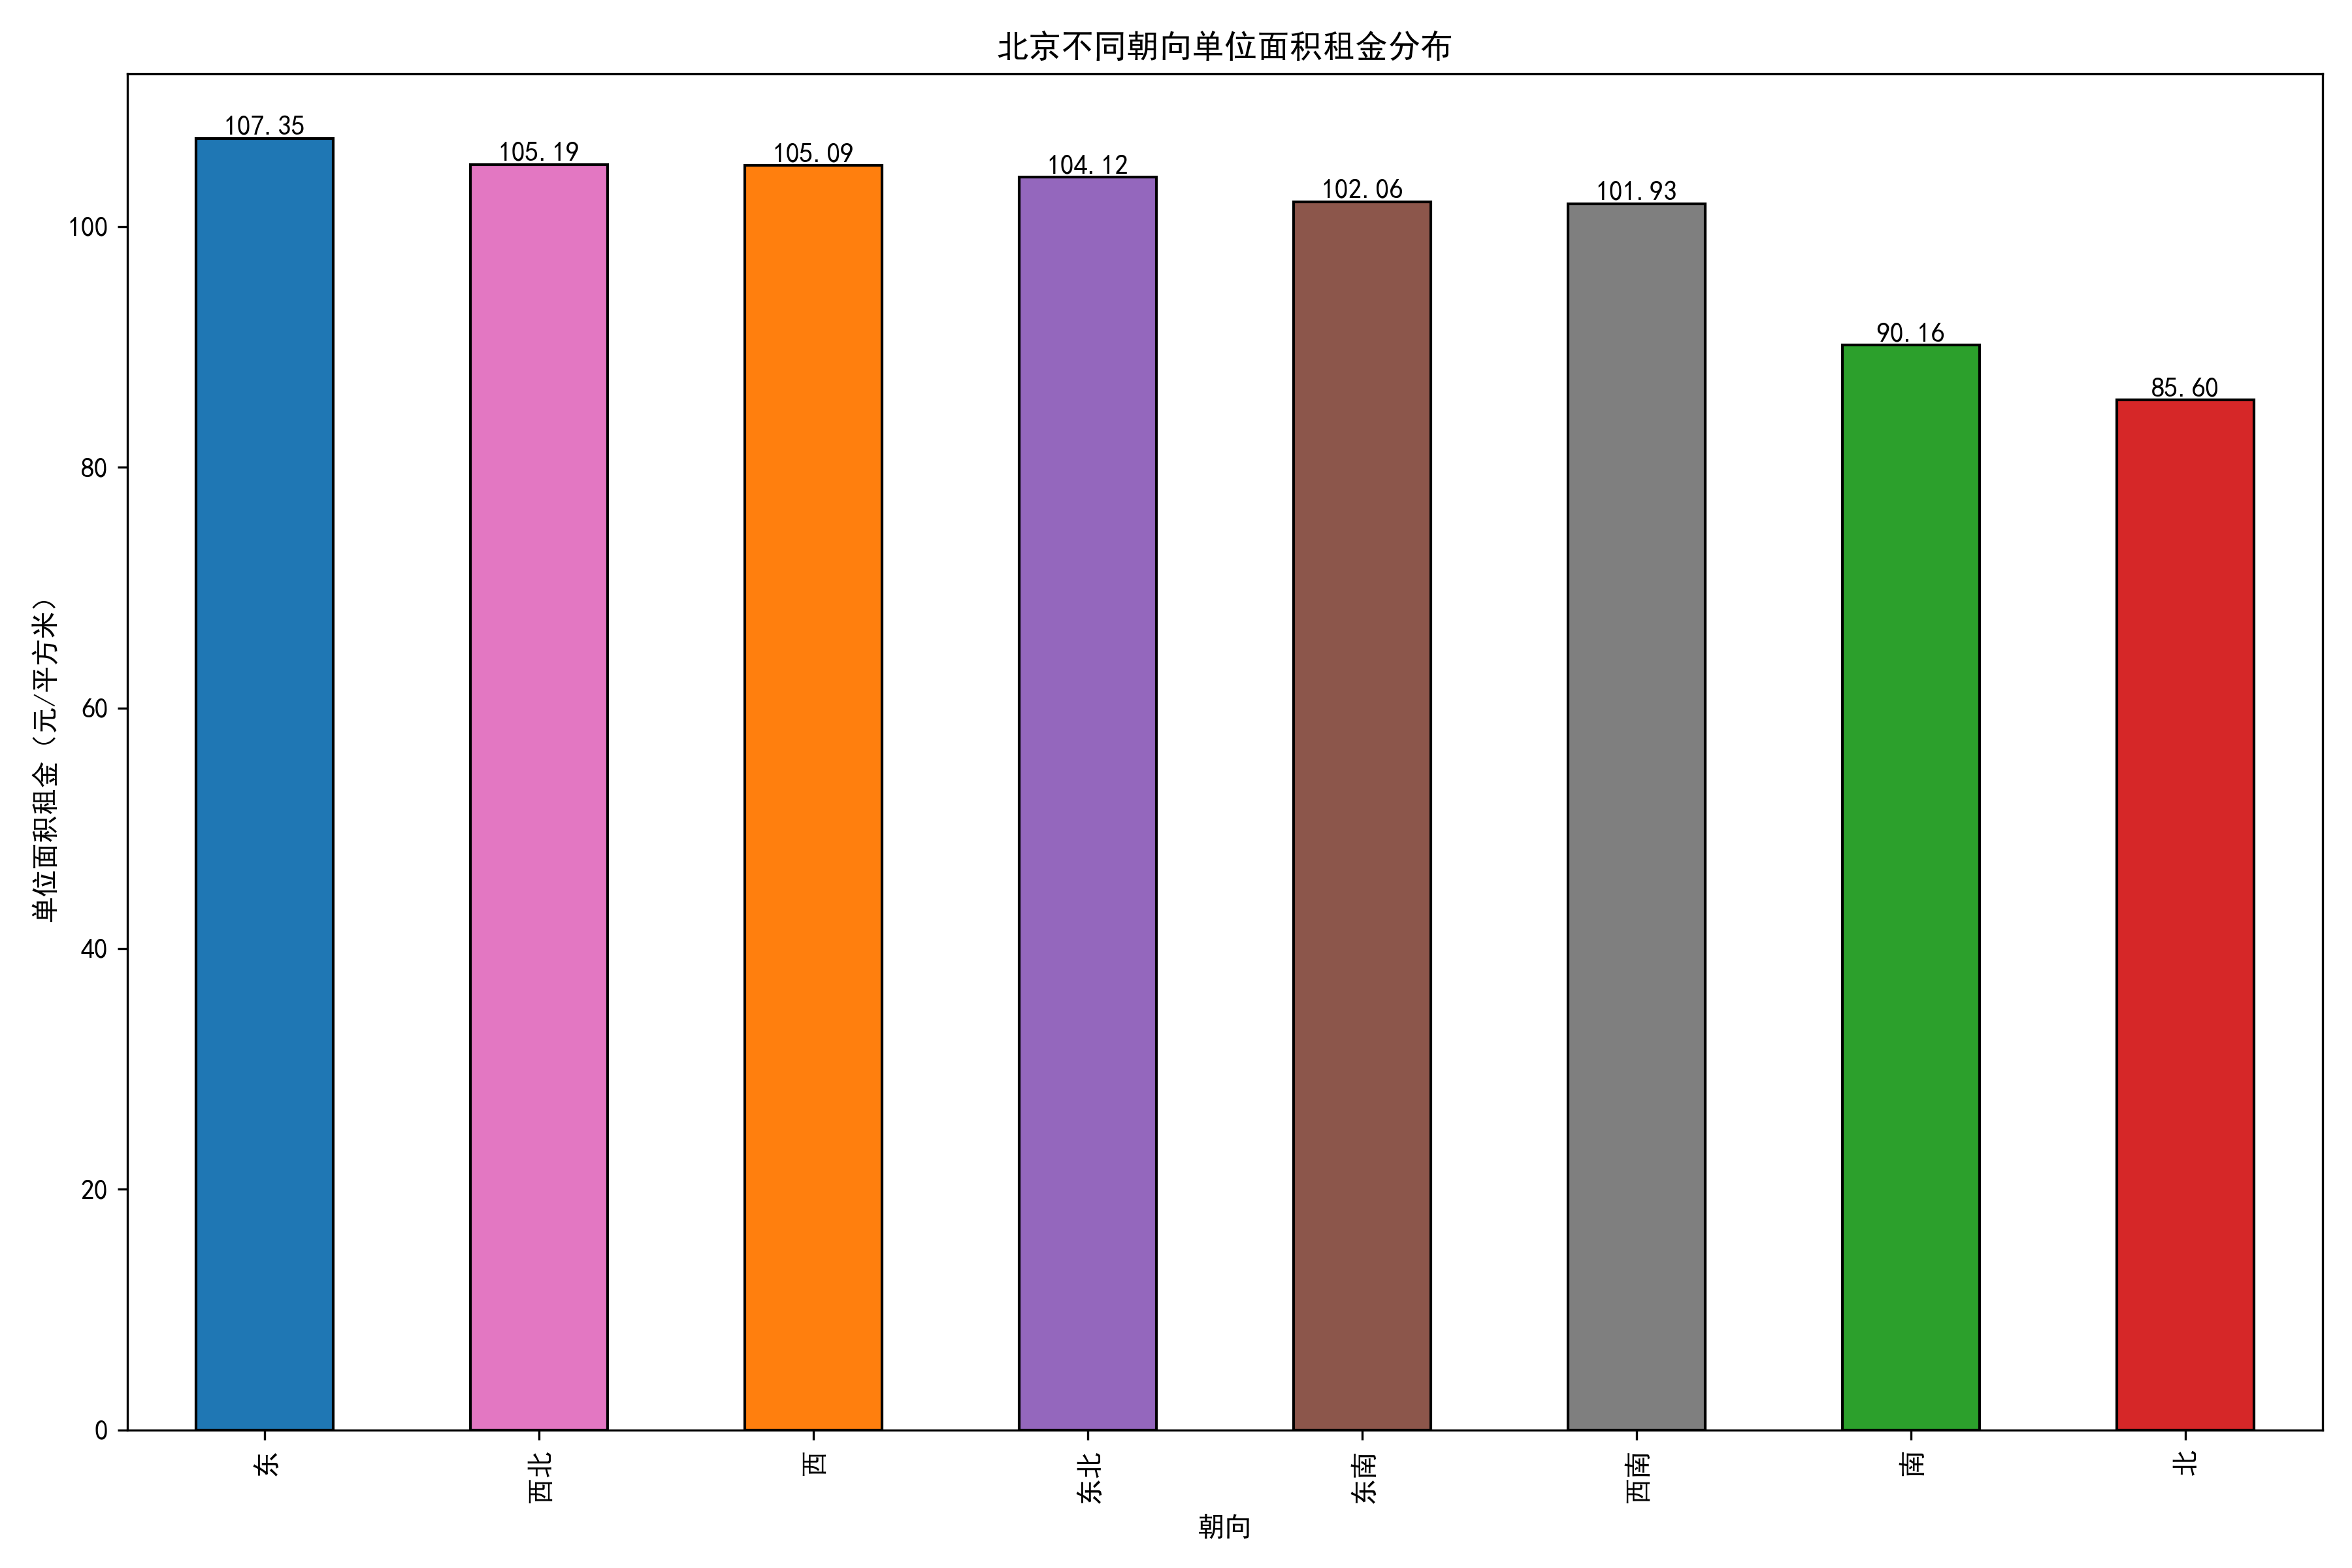 北京不同朝向单位面积租金分布
107.35
105.19
105.09
104.12
102.06
101.93
90.16
85.60
100
80
60
40
20
0
单位面积租金（元/平方米）
东
西北
西
东北
东南
西南
南
北
朝向